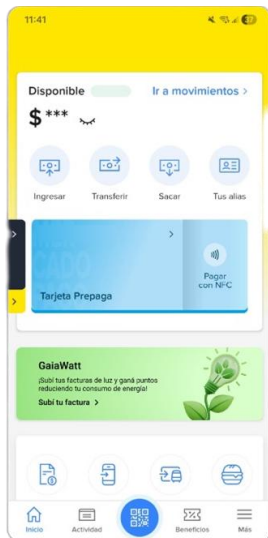 11:41
Disponible
Ir a movimientos >
$ ***
Ingresar
Transferir
Sacar
Tus alias
Pagar
con NFC
Tarjeta Prepaga
GaiaWatt
¡Subí tus facturas de luz y ganá puntos
reduciendo tu consumo de energía!
Subí tu factura >
Inicio
Actividad
Beneficios
Más